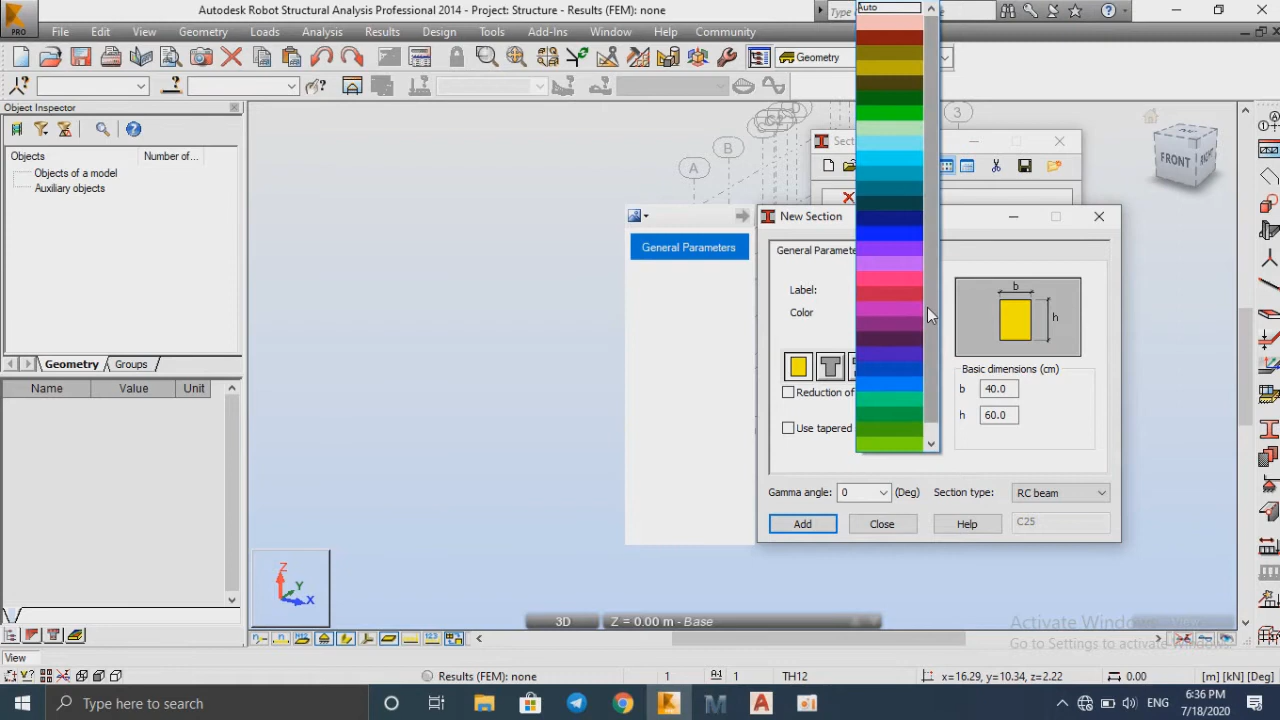 PRO
Autodesk Robot Structural Analysis Professional 2014 - Project: Structure - Results (FEM): none
Type
File Edit View Geometry Loads Analysis Results Design Tools Add-Ins Window Help Community
Geometry
Object Inspector
Objects Number of...
Objects of a model
Auxiliary objects
Geometry Groups
Name Value Unit
A
B
3
FRONT
Auto
New Section
General Parameters
Label:
Color
Reduction of
Use tapered
b
h
Basic dimensions (cm)
b 40.0
h 60.0
Gamma angle: 0 (Deg) Section type: RC beam
Add Close Help C25
Z
Y
X
3D Z = 0.00 m - Base
Activate Windows
Go to Settings to activate Windows.
View
Results (FEM): none 1 1 TH12 x=16.29, y=10.34, z=2.22 0.00 [m] [kN] [Deg]
Type here to search
ENG
6:36 PM
7/18/2020